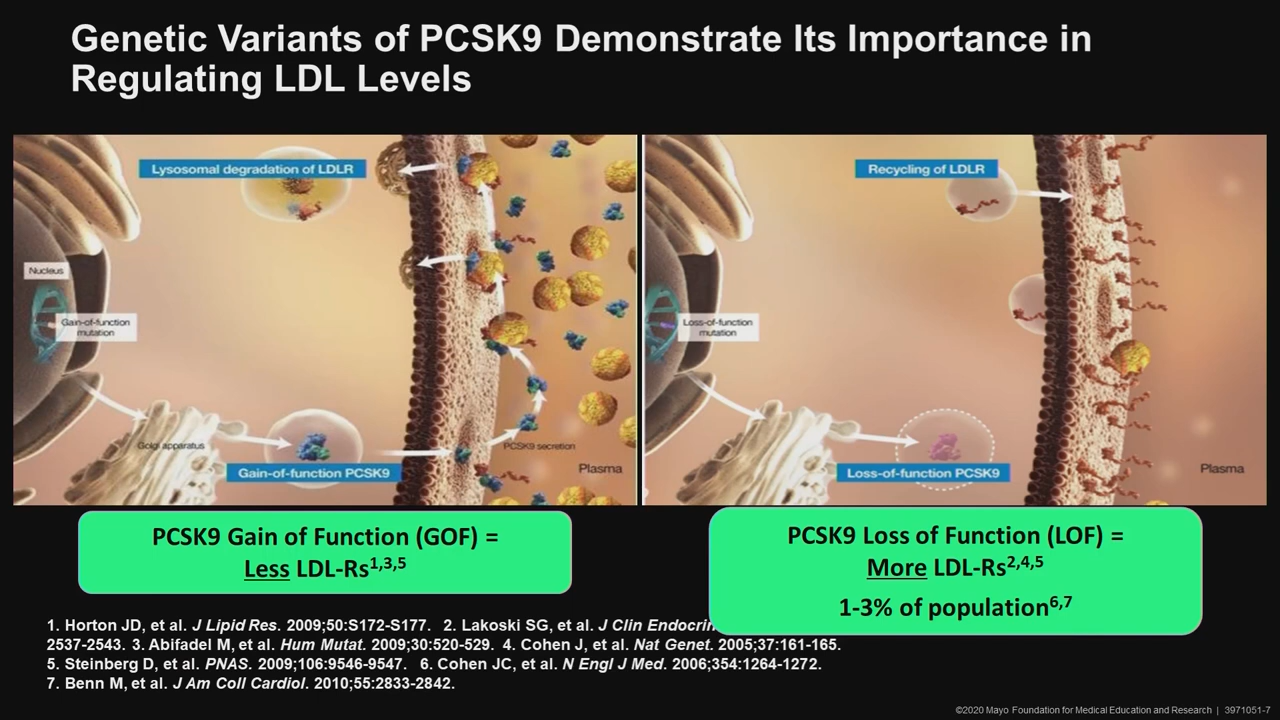 Genetic Variants of PCSK9 Demonstrate Its Importance in
Regulating LDL Levels
Lysosomal degradation of LDLR
Nucleus
Gain-of-function
mutation
Golgi apparatus
PCSK9 secretion
Gain-of-function PCSK9
Plasma
Recycling of LDLR
Loss-of-function
mutation
Loss-of-function PCSK9
Plasma
PCSK9 Gain of Function (GOF) =
Less LDL-Rs1,3,5
PCSK9 Loss of Function (LOF) =
More LDL-Rs2,4,5
1-3% of population6,7
1. Horton JD, et al. J Lipid Res. 2009;50:S172-S177. 2. Lakoski SG, et al. J Clin
2537-2543. 3. Abifadel M, et al. Hum Mutat. 2009;30:520-529. 4. Cohen J, et al. Nat Genet. 2005;37:161-165.
5. Steinberg D, et al. PNAS. 2009;106:9546-9547. 6. Cohen JC, et al. N Engl J Med. 2006;354:1264-1272.
7. Benn M, et al. J Am Coll Cardiol. 2010;55:2833-2842.
©2020 Mayo Foundation for Medical Education and Research | 3971051-7